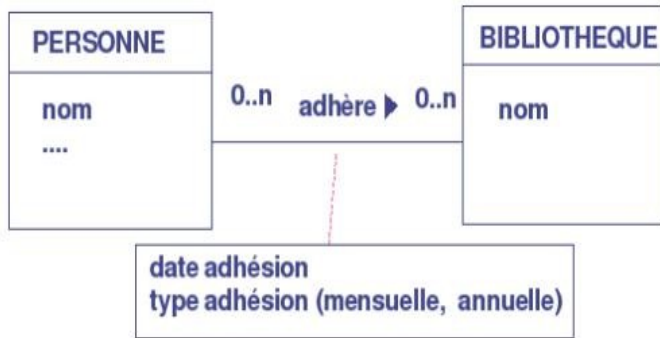 PERSONNE
nom
....
0..n adhère ▶ 0..n
BIBLIOTHEQUE
nom
date adhésion
type adhésion (mensuelle, annuelle)